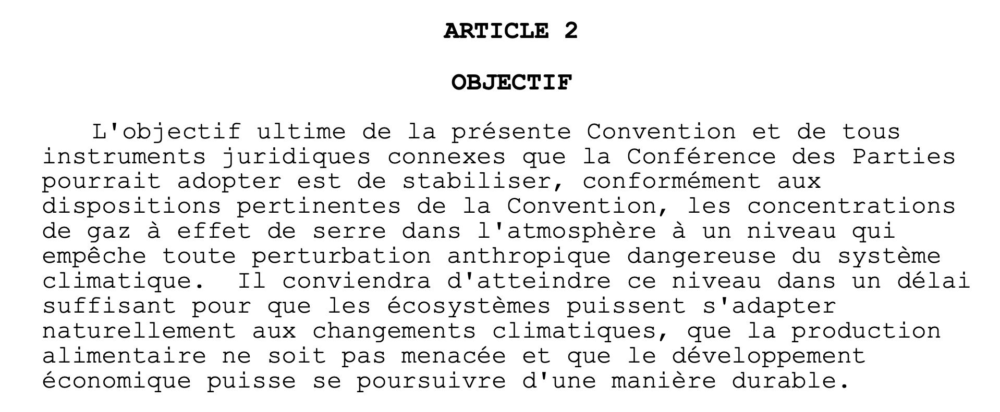 ARTICLE 2
OBJECTIF
L'objectif ultime de la présente Convention et de tous
instruments juridiques connexes que la Conférence des Parties
pourrait adopter est de stabiliser, conformément aux
dispositions pertinentes de la Convention, les concentrations
de gaz à effet de serre dans l'atmosphère à un niveau qui
empêche toute perturbation anthropique dangereuse du système
climatique.  Il conviendra d'atteindre ce niveau dans un délai
suffisant pour que les écosystèmes puissent s'adapter
naturellement aux changements climatiques, que la production
alimentaire ne soit pas menacée et que le développement
économique puisse se poursuivre d'une manière durable.